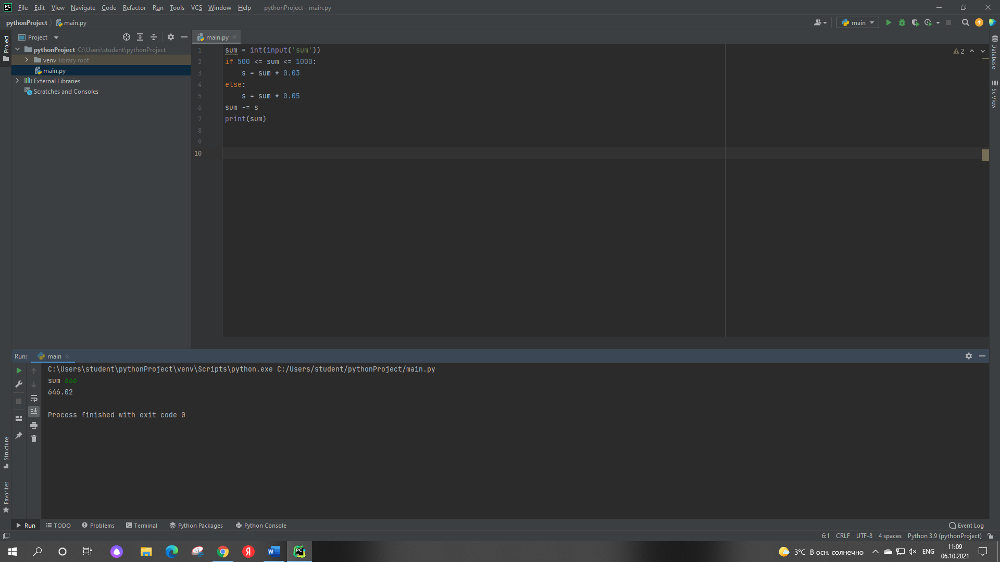 PC File Edit View Navigate Code Refactor Run Tools VCS Window Help pythonProject - main.py
pythonProject main.py main
Project main.py
pythonProject C:\Users\student\pythonProject
venv library root
main.py
External Libraries
Scratches and Consoles
Project
Structure
Favorites
1 sum = int(input('sum'))
2 if 500 <= sum <= 1000:
3 s = sum * 0.03
4 else:
5 s = sum * 0.05
6 sum -= s
7 print(sum)
8
9
10
2
Database
SciView
Run: main
C:\Users\student\pythonProject\venv\Scripts\python.exe C:/Users/student/pythonProject/main.py
sum 666
646.02
Process finished with exit code 0
Run TODO Problems Terminal Python Packages Python Console Event Log
6:1 CRLF UTF-8 4 spaces Python 3.9 (pythonProject)
Я W PC 3°C В осн. солнечно ENG 11:09
06.10.2021